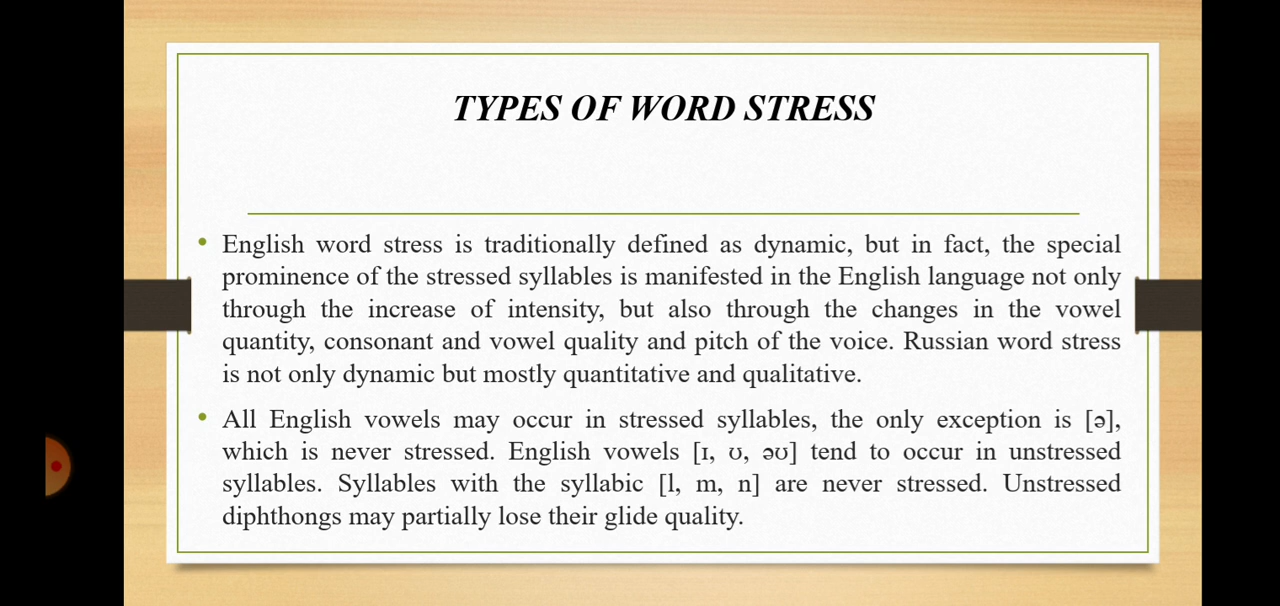 TYPES OF WORD STRESS
• English word stress is traditionally defined as dynamic, but in fact, the special
prominence of the stressed syllables is manifested in the English language not only
through the increase of intensity, but also through the changes in the vowel
quantity, consonant and vowel quality and pitch of the voice. Russian word stress
is not only dynamic but mostly quantitative and qualitative.
• All English vowels may occur in stressed syllables, the only exception is [ə],
which is never stressed. English vowels [ɪ, ʊ, əʊ] tend to occur in unstressed
syllables. Syllables with the syllabic [l, m, n] are never stressed. Unstressed
diphthongs may partially lose their glide quality.